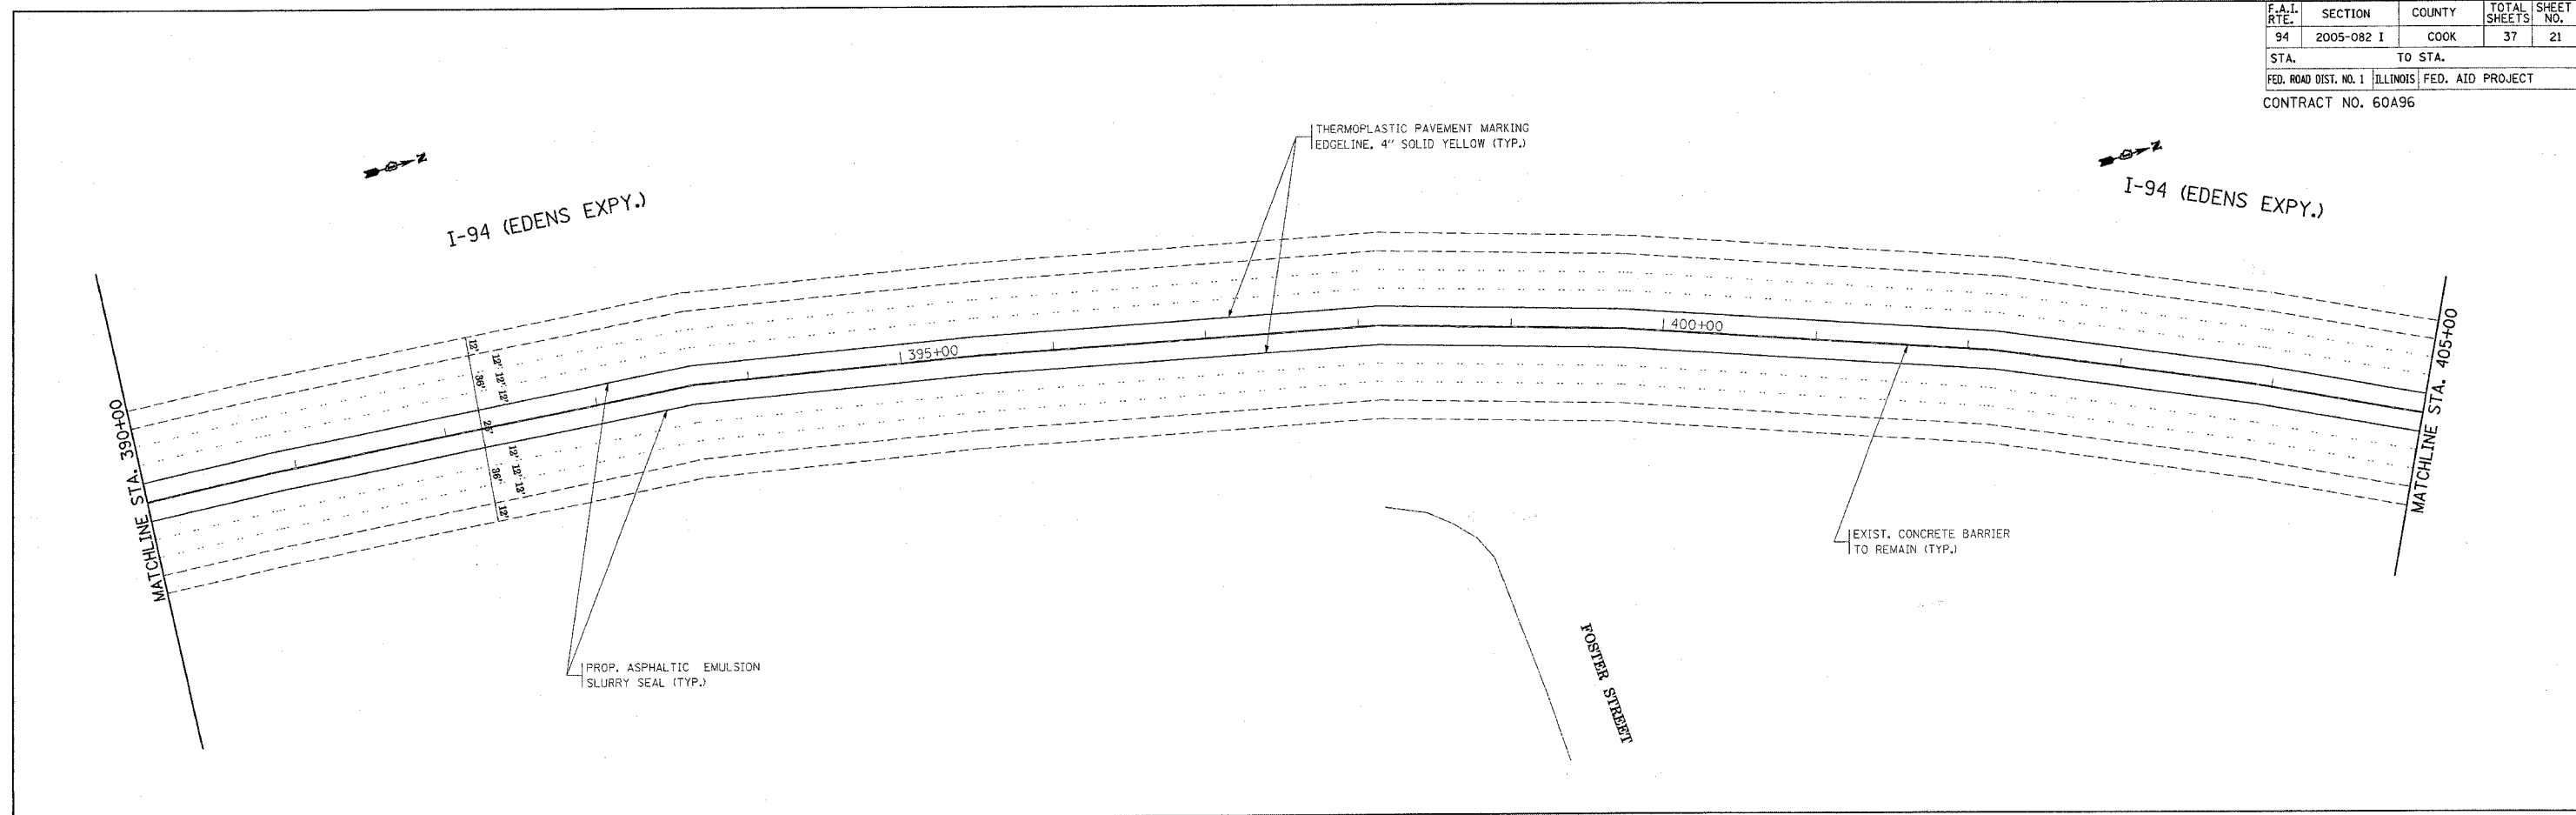 F.A.I. RTE. SECTION COUNTY TOTAL SHEETS SHEET NO.
94 2005-082 I COOK 37 21
STA. TO STA.
FED. ROAD DIST. NO. 1 ILLINOIS FED. AID PROJECT
CONTRACT NO. 60A96
THERMOPLASTIC PAVEMENT MARKING
EDGELINE, 4" SOLID YELLOW (TYP.)
Z
Z
I-94 (EDENS EXPY.)
I-94 (EDENS EXPY.)
MATCHLINE STA. 390+00
12'
12' 12' 12'
36'
12' 12' 12'
36'
12'
395+00
400+00
MATCHLINE STA. 405+00
EXIST. CONCRETE BARRIER
TO REMAIN (TYP.)
PROP. ASPHALTIC EMULSION
SLURRY SEAL (TYP.)
FOSTER STREET